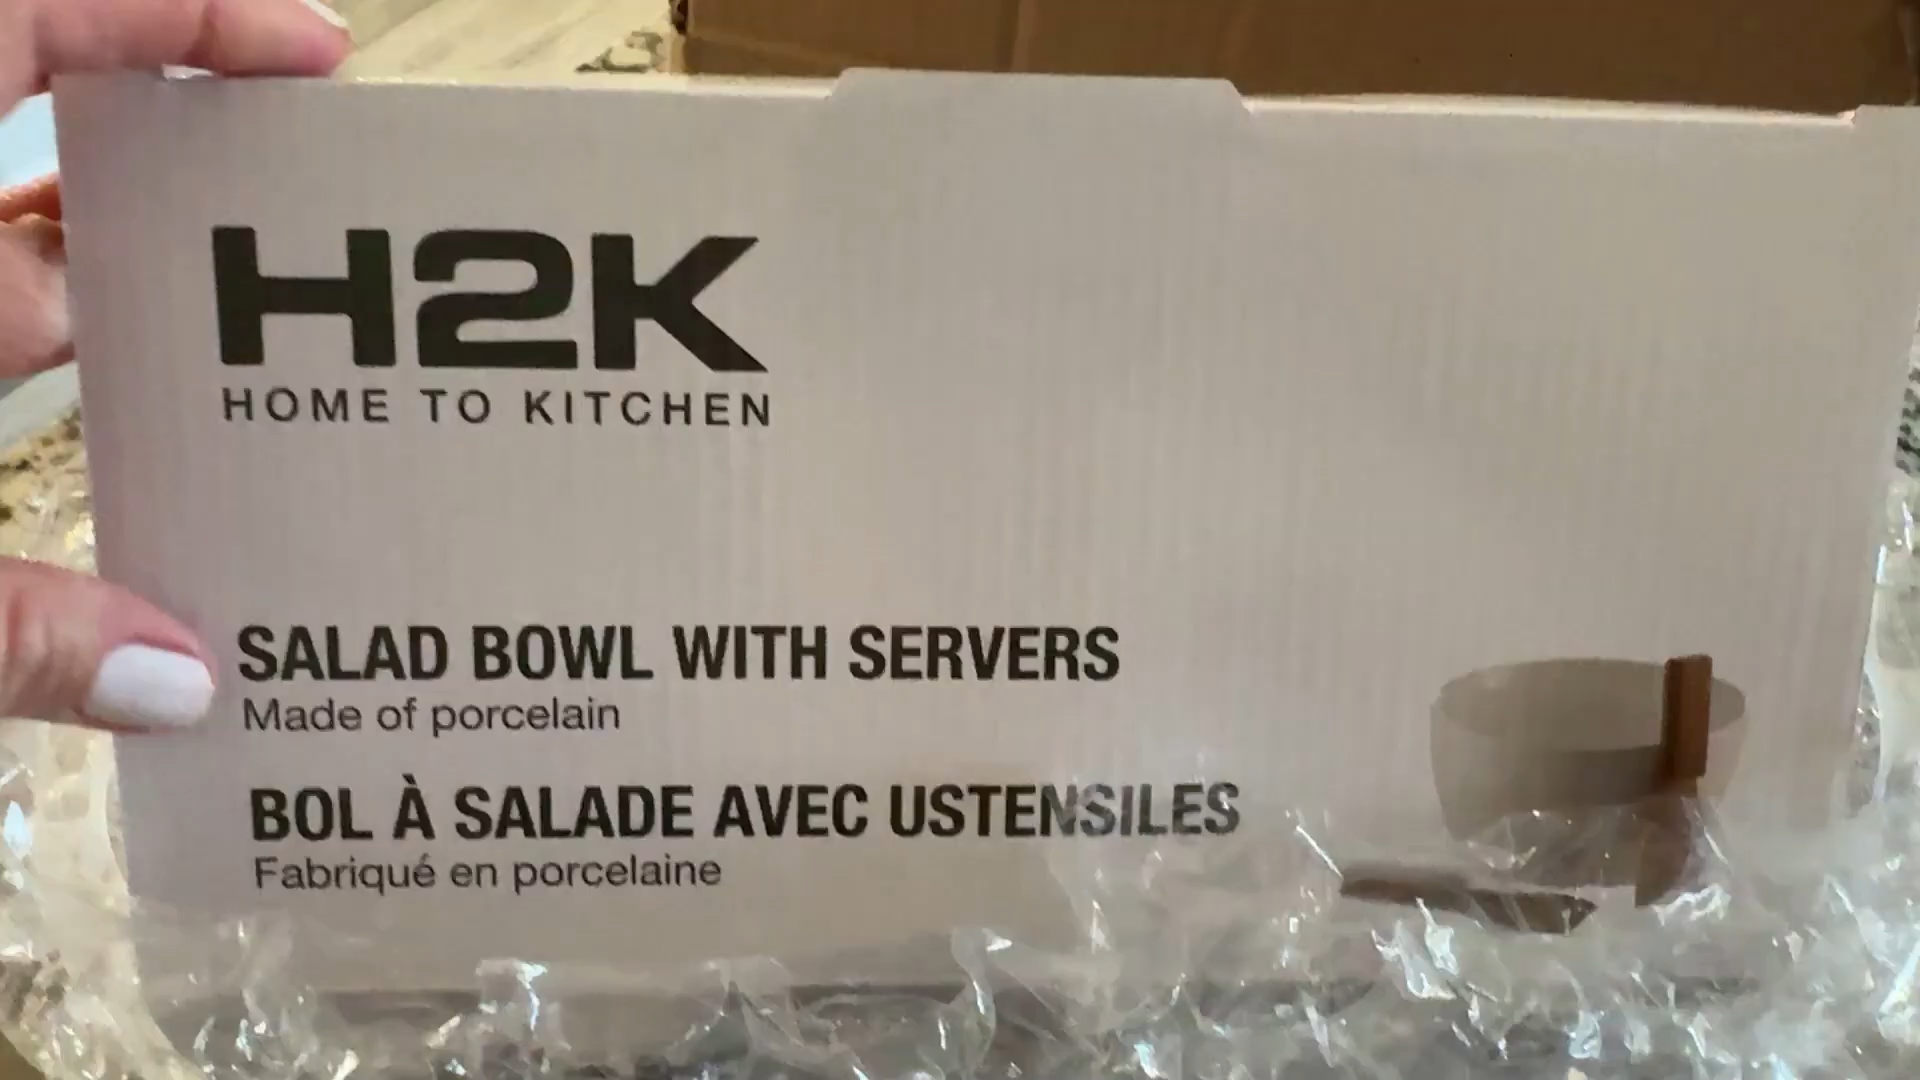 H2K
HOME TO KITCHEN
SALAD BOWL WITH SERVERS
Made of porcelain
BOL À SALADE AVEC USTENSILES
Fabriqué en porcelaine